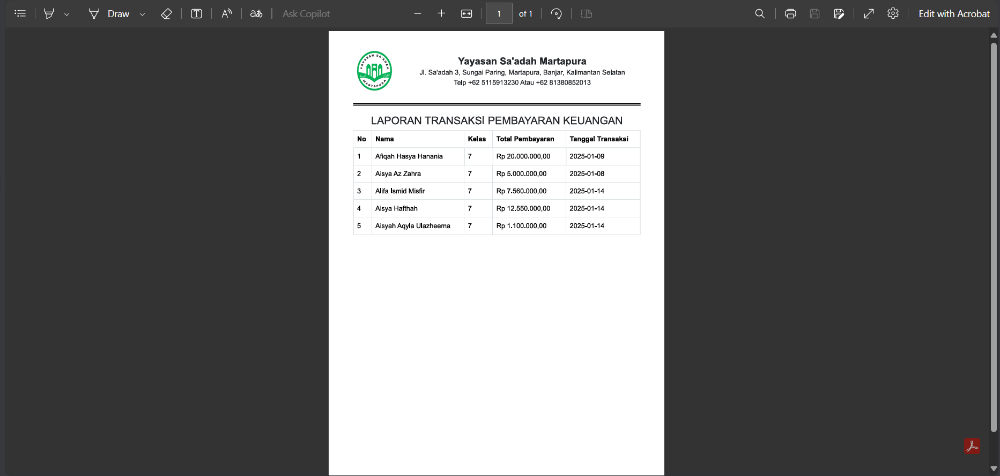 Draw
Ask Copilot
1
of 1
Edit with Acrobat
YAYASAN SA'ADAH
MARTAPURA
Yayasan Sa'adah Martapura
Jl. Sa'adah 3, Sungai Paring, Martapura, Banjar, Kalimantan Selatan
Telp +62 5115913230 Atau +62 81380852013
LAPORAN TRANSAKSI PEMBAYARAN KEUANGAN
No Nama Kelas Total Pembayaran Tanggal Transaksi
1 Afiqah Hasya Hanania 7 Rp 20.000.000,00 2025-01-09
2 Aisya Az Zahra 7 Rp 5.000.000,00 2025-01-08
3 Alifa Ismid Misfir 7 Rp 7.560.000,00 2025-01-14
4 Aisya Hafthah 7 Rp 12.550.000,00 2025-01-14
5 Aisyah Aqyla Ulazheema 7 Rp 1.100.000,00 2025-01-14